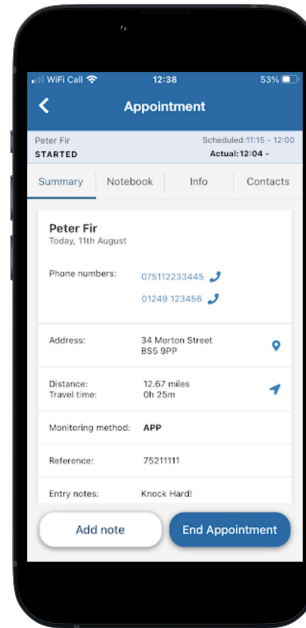 WiFi Call 12:38 53%
Appointment
Peter Fir Scheduled:11:15 - 12:00
STARTED Actual:12:04 -
Summary Notebook Info Contacts
Peter Fir
Today, 11th August
Phone numbers: 075112233445
01249 123456
Address: 34 Morton Street
BS5 9PP
Distance: 12.67 miles
Travel time: 0h 25m
Monitoring method: APP
Reference: 75211111
Entry notes: Knock Hard!
Add note End Appointment